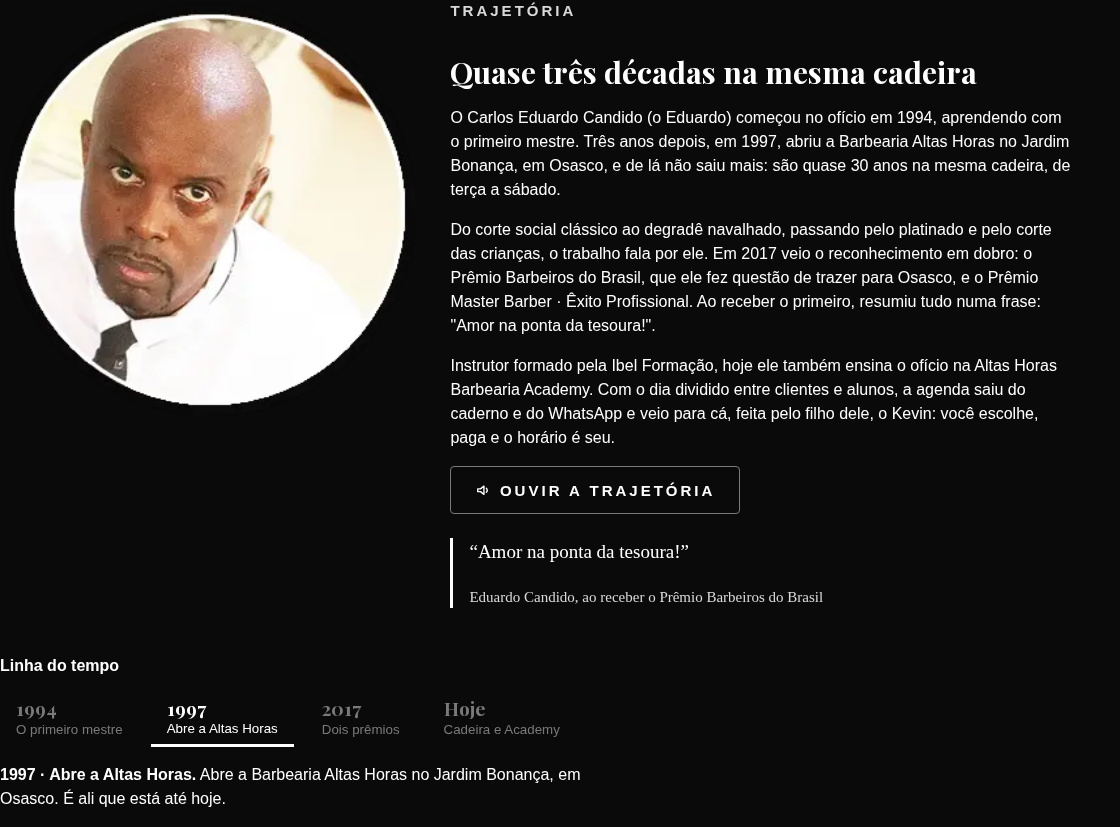 TRAJETÓRIA
Quase três décadas na mesma cadeira
O Carlos Eduardo Candido (o Eduardo) começou no ofício em 1994, aprendendo com
o primeiro mestre. Três anos depois, em 1997, abriu a Barbearia Altas Horas no Jardim
Bonança, em Osasco, e de lá não saiu mais: são quase 30 anos na mesma cadeira, de
terça a sábado.
Do corte social clássico ao degradê navalhado, passando pelo platinado e pelo corte
das crianças, o trabalho fala por ele. Em 2017 veio o reconhecimento em dobro: o
Prêmio Barbeiros do Brasil, que ele fez questão de trazer para Osasco, e o Prêmio
Master Barber · Êxito Profissional. Ao receber o primeiro, resumiu tudo numa frase:
"Amor na ponta da tesoura!".
Instrutor formado pela Ibel Formação, hoje ele também ensina o ofício na Altas Horas
Barbearia Academy. Com o dia dividido entre clientes e alunos, a agenda saiu do
caderno e do WhatsApp e veio para cá, feita pelo filho dele, o Kevin: você escolhe,
paga e o horário é seu.
OUVIR A TRAJETÓRIA
“Amor na ponta da tesoura!”
Eduardo Candido, ao receber o Prêmio Barbeiros do Brasil
Linha do tempo
1994
O primeiro mestre
1997
Abre a Altas Horas
2017
Dois prêmios
Hoje
Cadeira e Academy
1997 · Abre a Altas Horas. Abre a Barbearia Altas Horas no Jardim Bonança, em
Osasco. É ali que está até hoje.